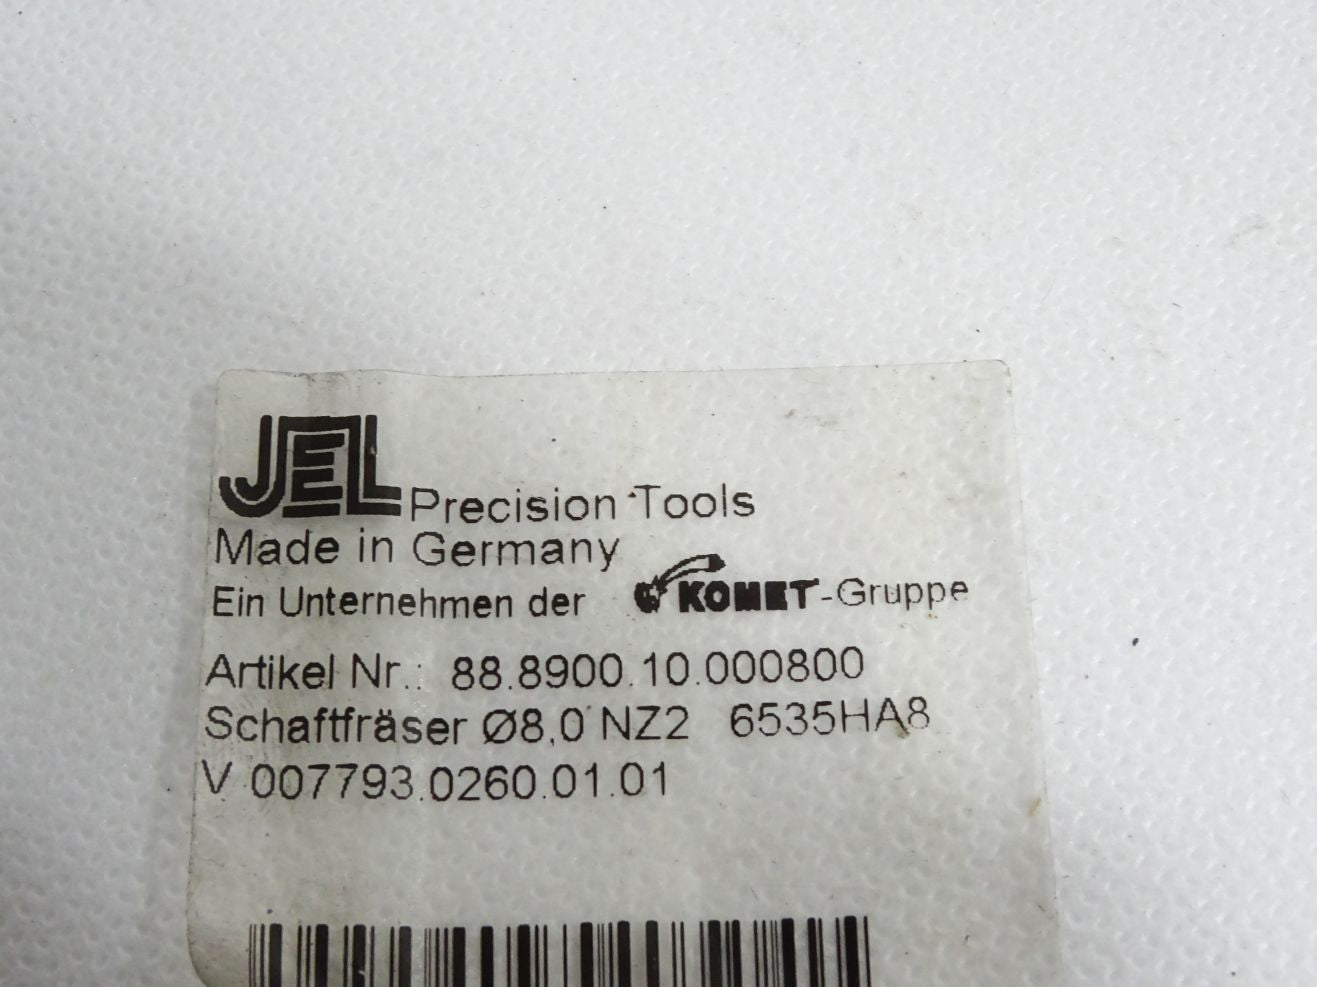 JEL Precision Tools
Made in Germany
Ein Unternehmen der KOMET-Gruppe
Artikel Nr.: 88.8900.10.000800
Schaftfräser Ø8,0 NZ2 6535HA8
V 007793.0260.01.01